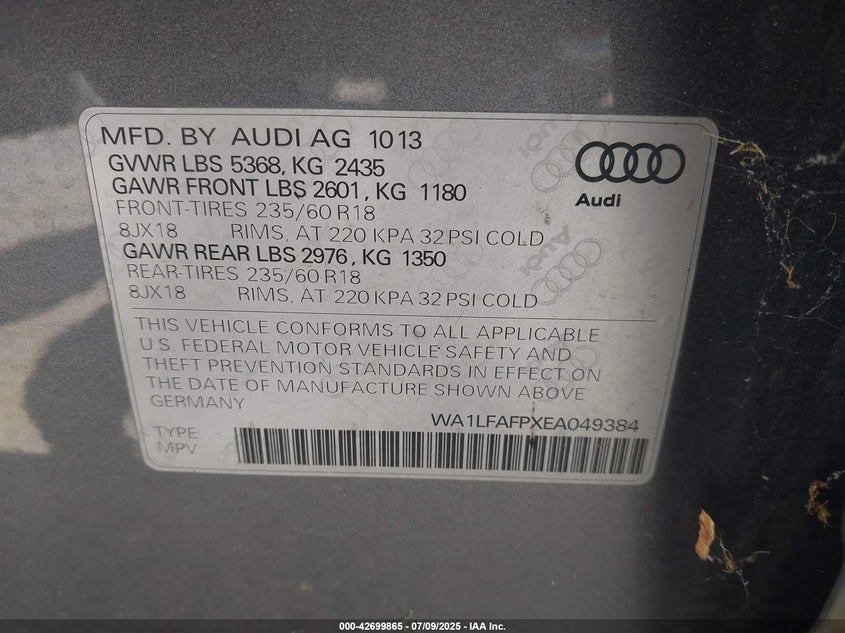 MFD. BY AUDI AG 1013
GVWR LBS 5368, KG 2435
GAWR FRONT LBS 2601, KG 1180
FRONT-TIRES 235/60 R18
8JX18 RIMS, AT 220 KPA 32 PSI COLD
GAWR REAR LBS 2976, KG 1350
REAR-TIRES 235/60 R18
8JX18 RIMS, AT 220 KPA 32 PSI COLD
Audi
THIS VEHICLE CONFORMS TO ALL APPLICABLE
U.S. FEDERAL MOTOR VEHICLE SAFETY AND
THEFT PREVENTION STANDARDS IN EFFECT ON
THE DATE OF MANUFACTURE SHOWN ABOVE
GERMANY
WA1LFAFPXEA049384
TYPE:
MPV
000-42699865 - 07/09/2025 - IAA Inc.